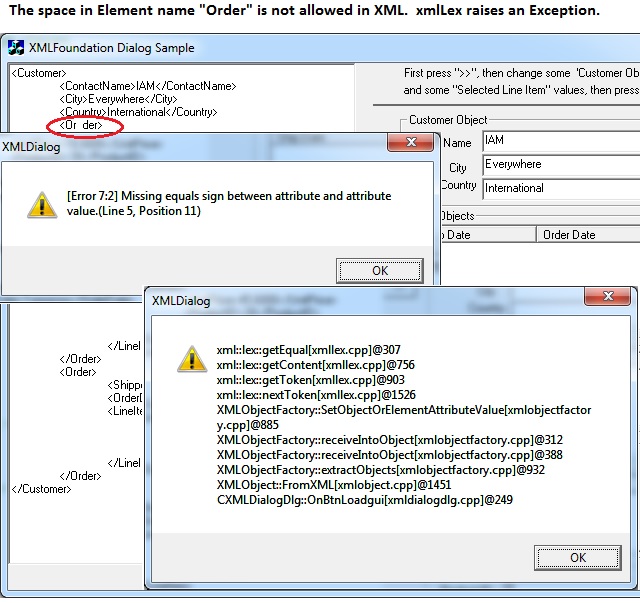 The space in Element name "Order" is not allowed in XML.  xmlLex raises an Exception.
XMLFoundation Dialog Sample
<Customer>
<ContactName>IAM</ContactName>
<City>Everywhere</City>
<Country>International</Country>
<Or der>
First press ">>", then change some 'Customer Ob
and some "Selected Line Item" values, then press
Customer Object
Name
IAM
City
Everywhere
Country
International
Objects
Date
Order Date
XMLDialog
[Error 7:2] Missing equals sign between attribute and attribute
value.(Line 5, Position 11)
OK
XMLDialog
xml::lex::getEqual[xmllex.cpp]@307
xml::lex::getContent[xmllex.cpp]@756
xml::lex::getToken[xmllex.cpp]@903
xml::lex::nextToken[xmllex.cpp]@1526
XMLObjectFactory::SetObjectOrElementAttributeValue[xmlobjectfactor
y.cpp]@885
XMLObjectFactory::receiveIntoObject[xmlobjectfactory.cpp]@312
XMLObjectFactory::receiveIntoObject[xmlobjectfactory.cpp]@388
XMLObjectFactory::extractObjects[xmlobjectfactory.cpp]@932
XMLObject::FromXML[xmlobject.cpp]@1451
CXMLDialogDlg::OnBtnLoadgui[xmldialogdlg.cpp]@249
OK
</LineI
</Order>
<Order>
<Shippe
<Order[
<LineIte
</LineI
</Order>
</Customer>